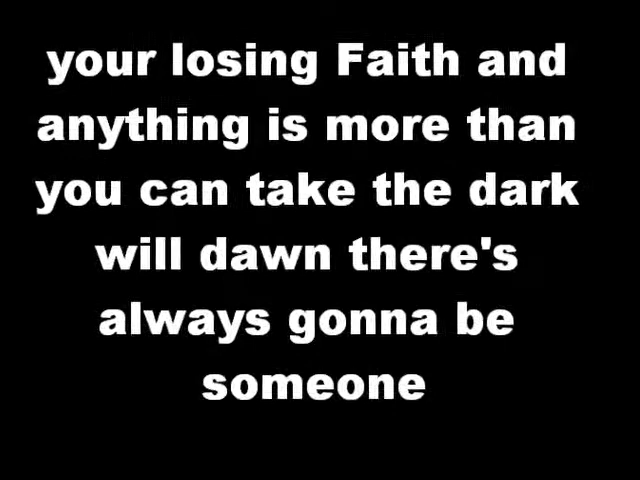 your losing Faith and
anything is more than
you can take the dark
will dawn there's
always gonna be
someone